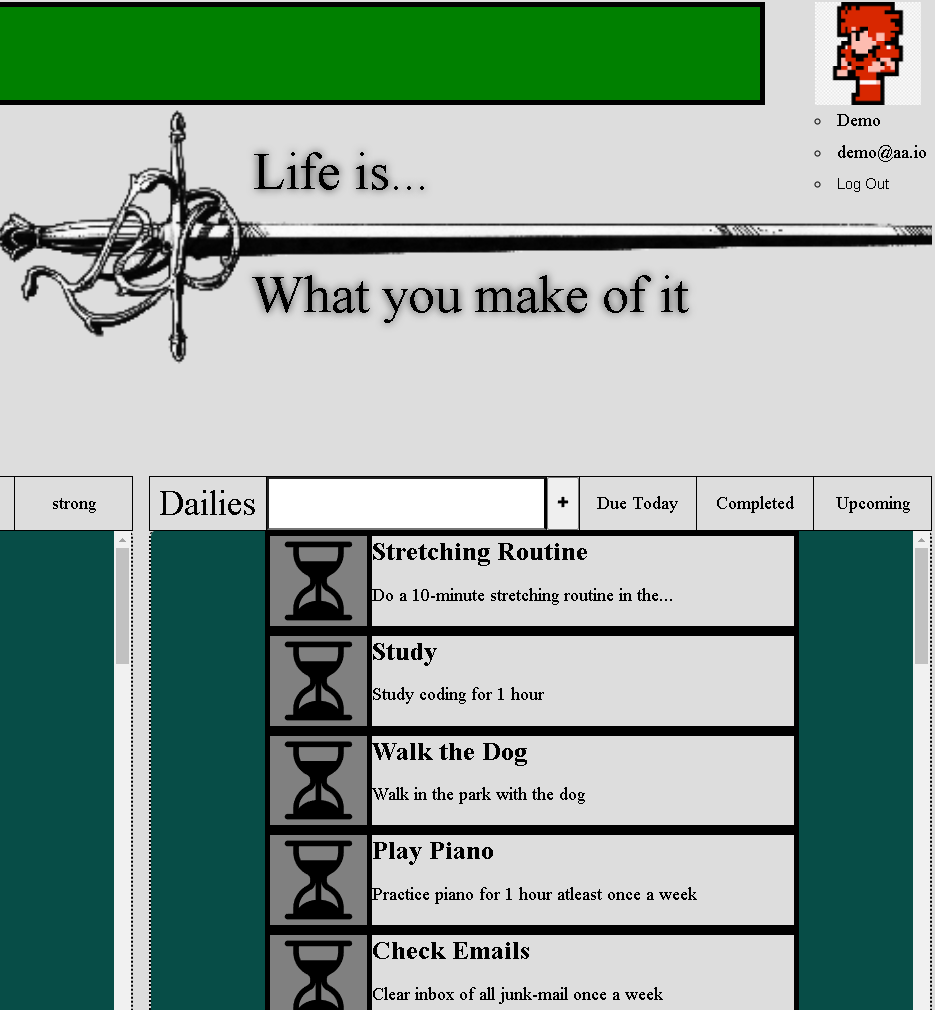 Demo
demo@aa.io
Log Out
Life is...
What you make of it
strong
Dailies
+
Due Today
Completed
Upcoming
Stretching Routine
Do a 10-minute stretching routine in the...
Study
Study coding for 1 hour
Walk the Dog
Walk in the park with the dog
Play Piano
Practice piano for 1 hour atleast once a week
Check Emails
Clear inbox of all junk-mail once a week